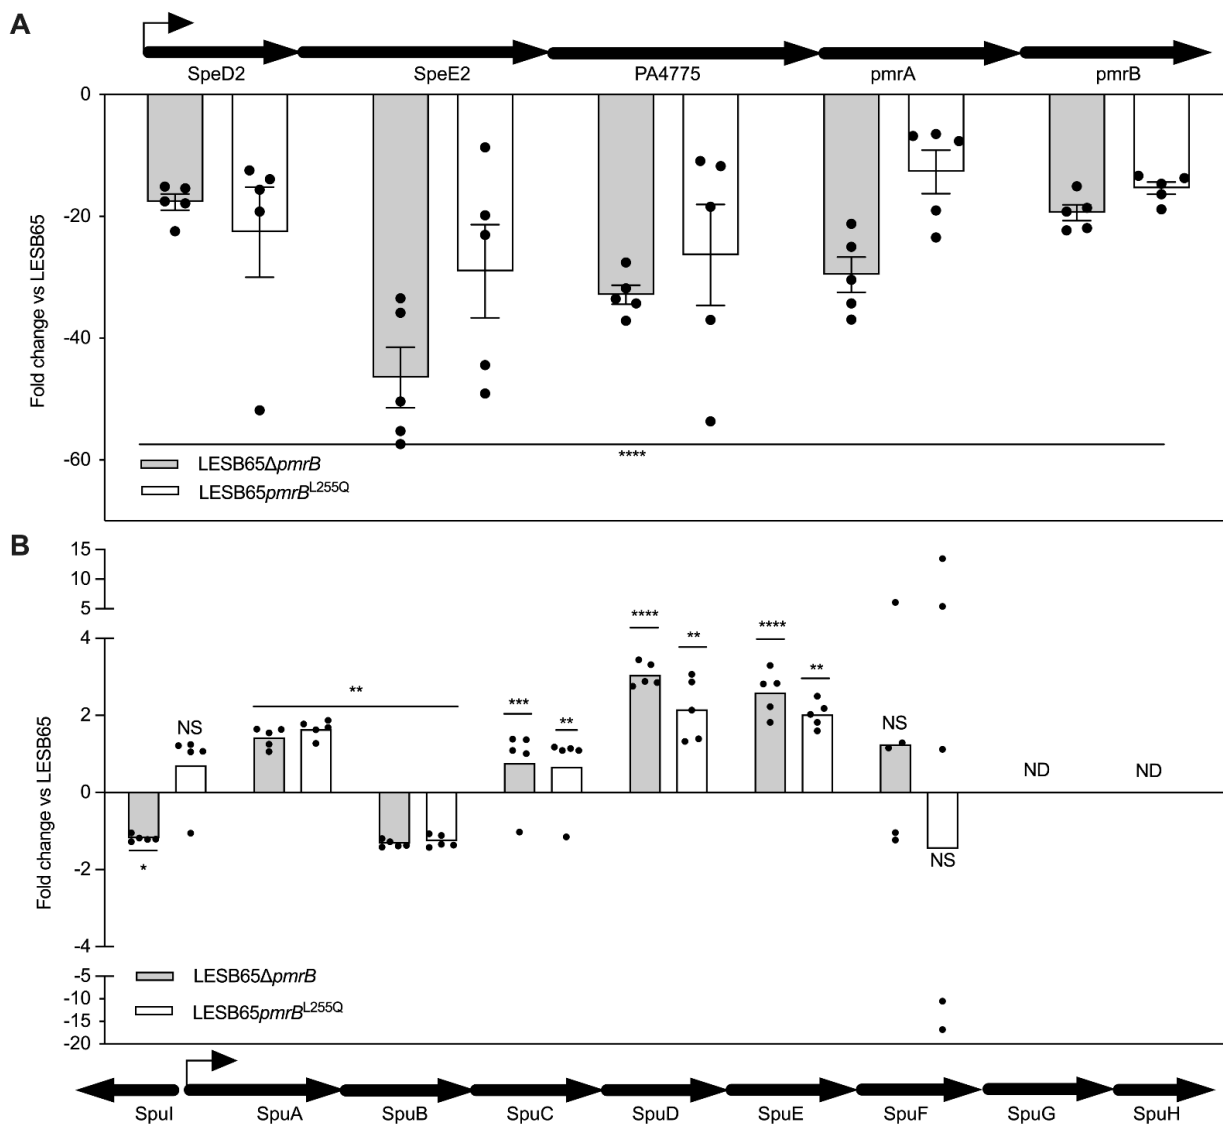 A
SpeD2 SpeE2 PA4775 pmrA pmrB
0
-20
-40
-60
Fold change vs LESB65
****
LESB65ΔpmrB
LESB65pmrBL255Q
B
15
10
5
4
2
0
-2
-4
-5
-10
-15
-20
Fold change vs LESB65
NS
*
**
***
**
****
**
****
**
NS
NS
ND
ND
LESB65ΔpmrB
LESB65pmrBL255Q
SpuI SpuA SpuB SpuC SpuD SpuE SpuF SpuG SpuH